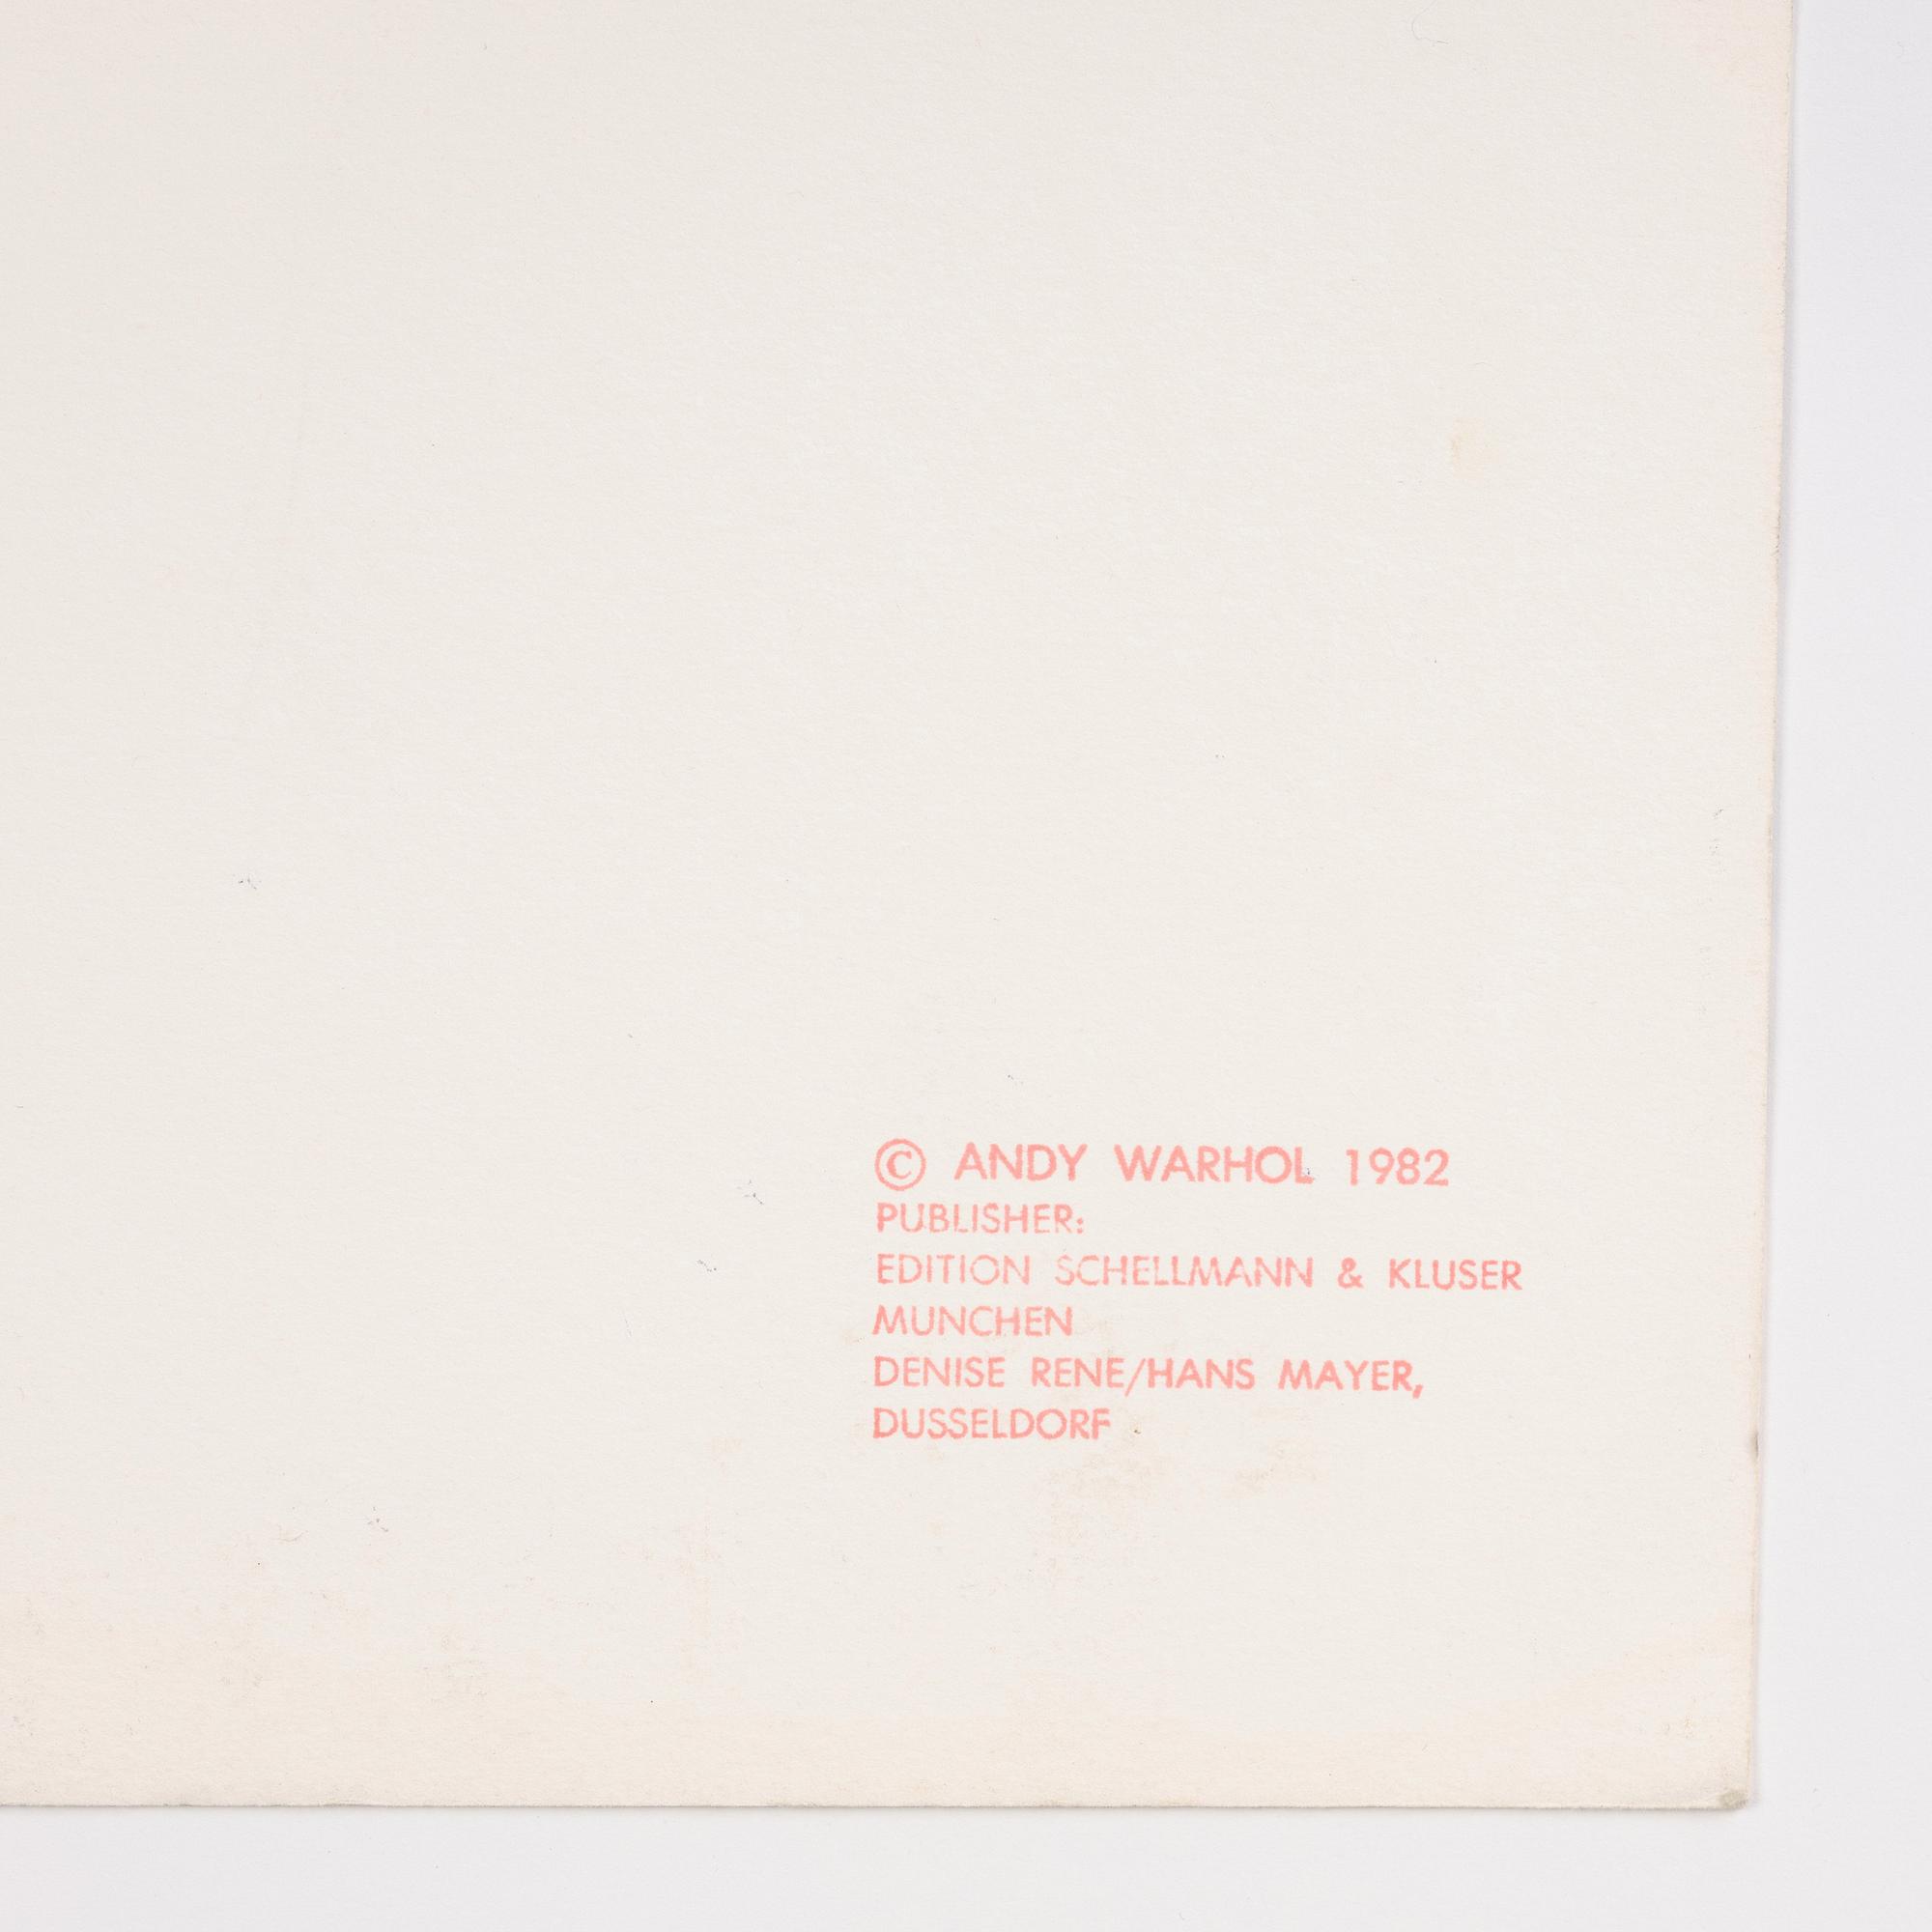 © ANDY WARHOL 1982
PUBLISHER:
EDITION SCHELLMANN & KLUSER
MUNCHEN
DENISE RENE/HANS MAYER,
DUSSELDORF